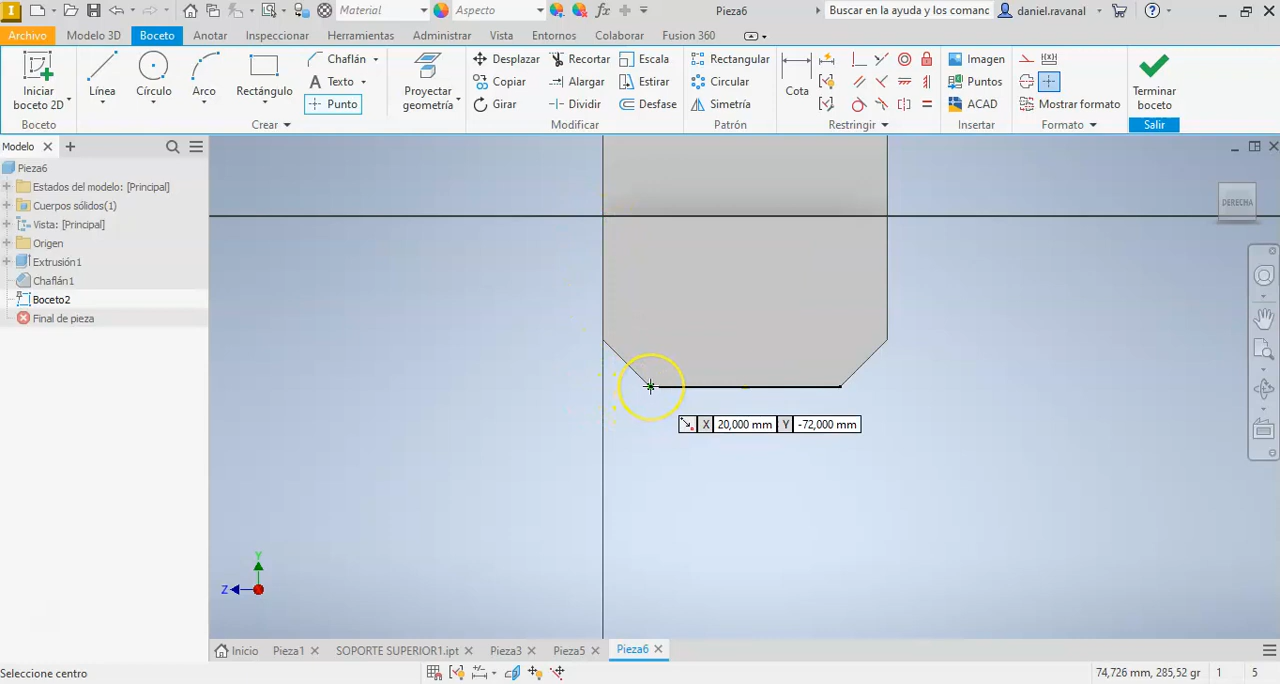 Material
Aspecto
Pieza6
Buscar en la ayuda y los comanc
daniel.ravanal
Archivo Modelo 3D Boceto Anotar Inspeccionar Herramientas Administrar Vista Entornos Colaborar Fusion 360
Iniciar
boceto 2D
Línea
Círculo
Arco
Rectángulo
Chaflán
Texto
Punto
Proyectar
geometría
Desplazar
Copiar
Girar
Recortar
Alargar
Dividir
Escala
Estirar
Desfase
Rectangular
Circular
Simetría
Cota
Imagen
Puntos
ACAD
Mostrar formato
Terminar
boceto
Boceto Crear Modificar Patrón Restringir Insertar Formato Salir
Modelo
Pieza6
Estados del modelo: [Principal]
Cuerpos sólidos(1)
Vista: [Principal]
Origen
Extrusión1
Chaflán1
Boceto2
Final de pieza
DERECHA
X 20,000 mm Y -72,000 mm
Y
Z
Inicio Pieza1 SOPORTE SUPERIOR1.ipt Pieza3 Pieza5 Pieza6
Seleccione centro
74,726 mm, 285,52 gr 1 5